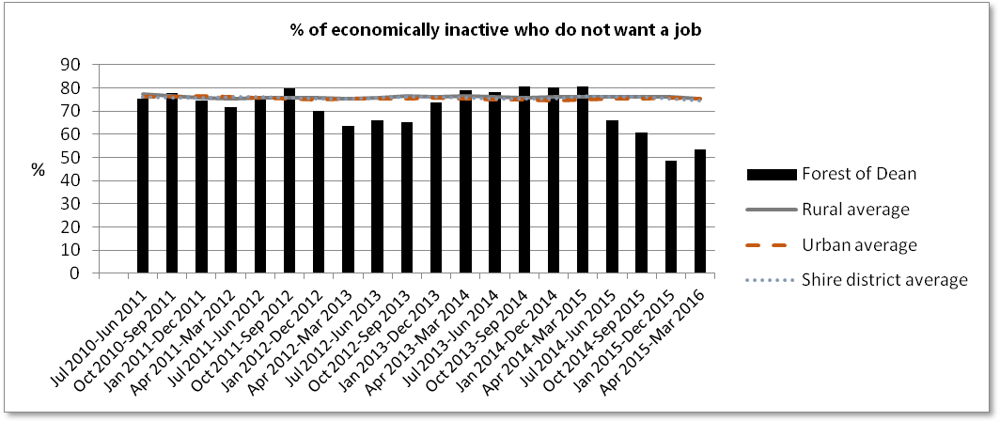 % of economically inactive who do not want a job
90
80
70
60
50
40
30
20
10
0
%
Jul 2010-Jun 2011
Oct 2010-Sep 2011
Jan 2011-Dec 2011
Apr 2011-Mar 2012
Jul 2011-Jun 2012
Oct 2011-Sep 2012
Jan 2012-Dec 2012
Apr 2012-Mar 2013
Jul 2012-Jun 2013
Oct 2012-Sep 2013
Jan 2013-Dec 2013
Apr 2013-Mar 2014
Jul 2013-Jun 2014
Oct 2013-Sep 2014
Jan 2014-Dec 2014
Apr 2014-Mar 2015
Jul 2014-Jun 2015
Oct 2014-Sep 2015
Jan 2015-Dec 2015
Apr 2015-Mar 2016
Forest of Dean
Rural average
Urban average
Shire district average